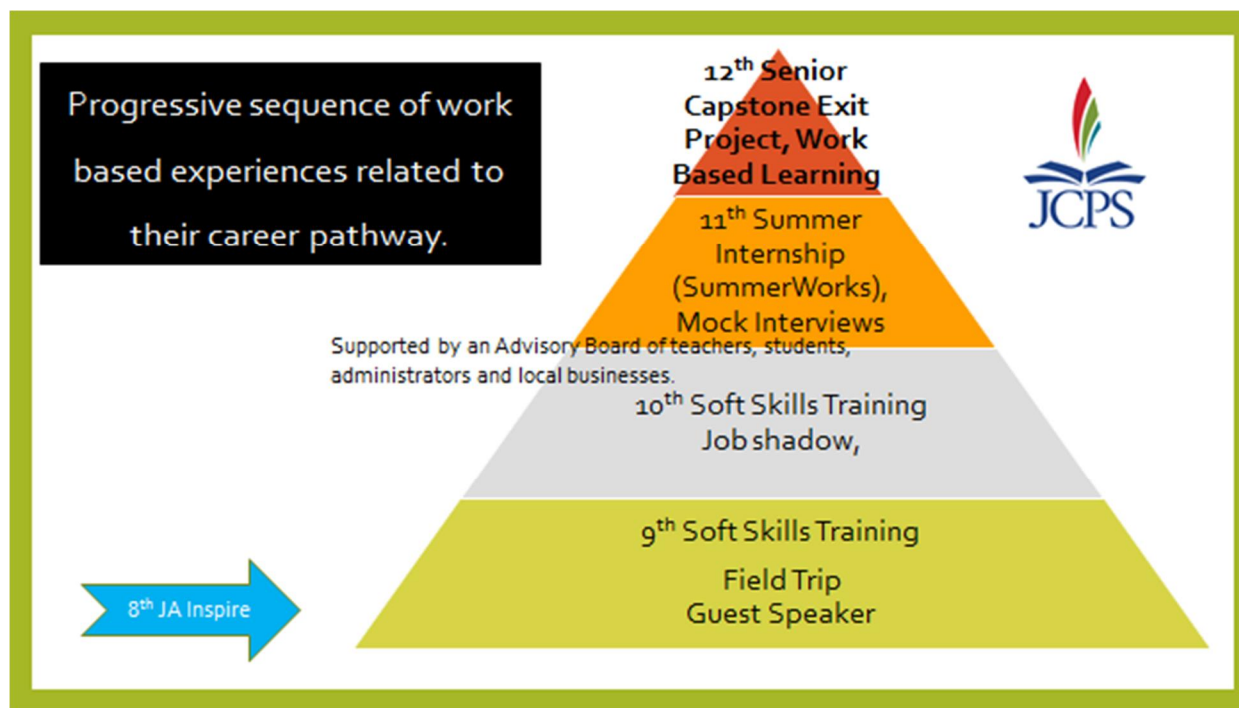 Progressive sequence of work
based experiences related to
their career pathway.
12th Senior
Capstone Exit
Project, Work
Based Learning
JCPS
11th Summer
Internship
(SummerWorks),
Mock Interviews
Supported by an Advisory Board of teachers, students,
administrators and local businesses.
10th Soft Skills Training
Job shadow,
9th Soft Skills Training
Field Trip
Guest Speaker
8th JA Inspire